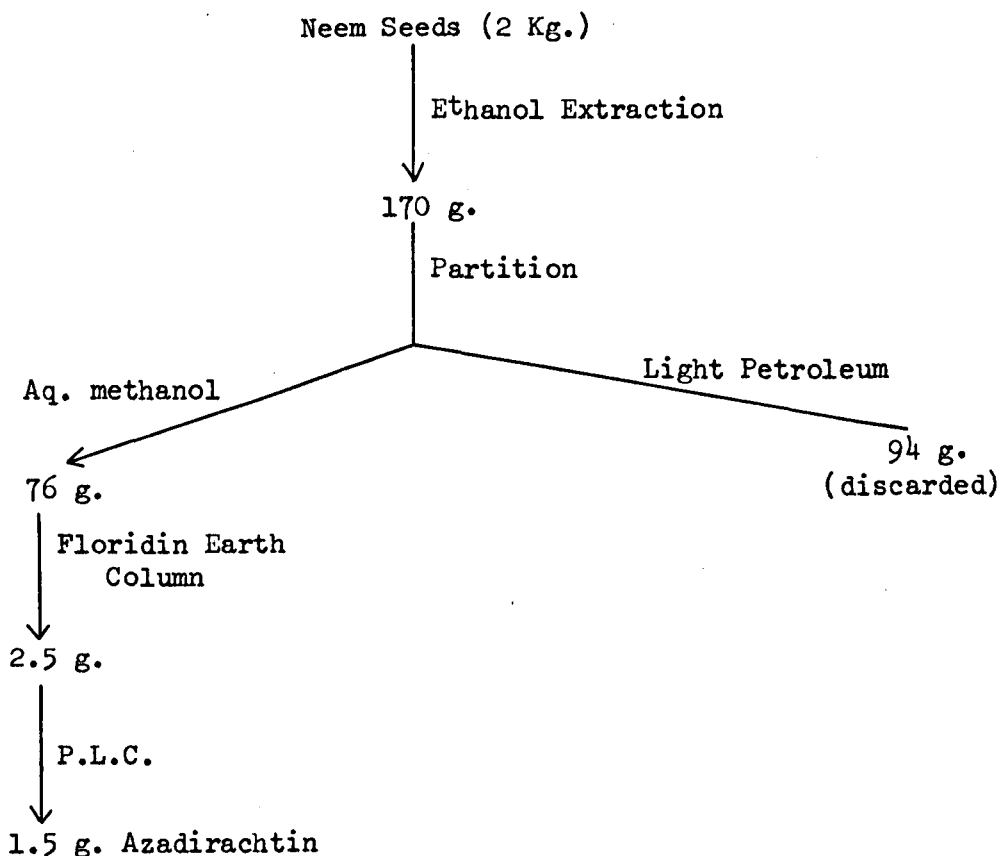 Neem Seeds (2 Kg.)
Ethanol Extraction
170 g.
Partition
Aq. methanol
Light Petroleum
76 g.
94 g.
(discarded)
Floridin Earth
Column
2.5 g.
P.L.C.
1.5 g. Azadirachtin